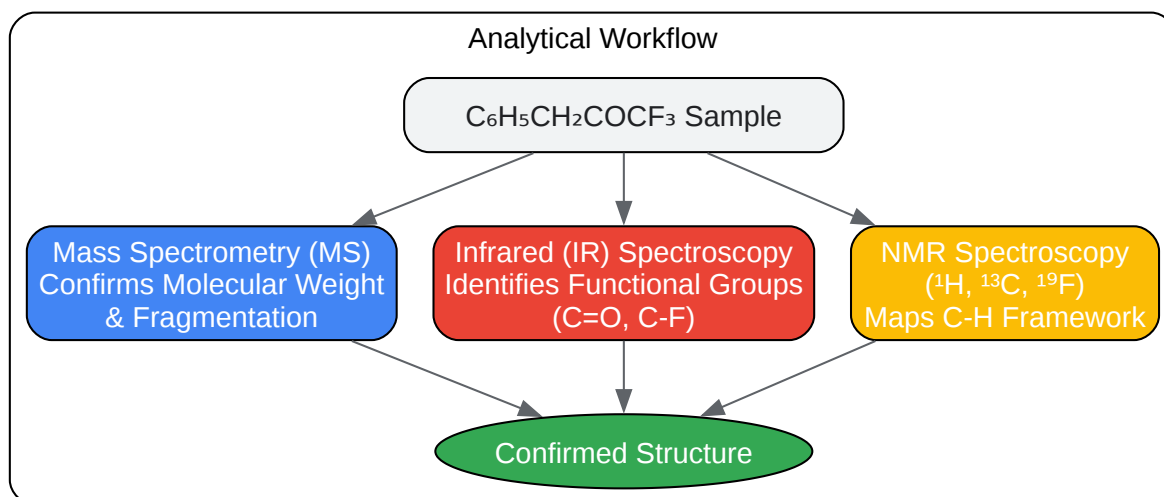 Analytical Workflow
C₆H₅CH₂COCF₃ Sample
Mass Spectrometry (MS)
Confirms Molecular Weight
& Fragmentation
Infrared (IR) Spectroscopy
Identifies Functional Groups
(C=O, C-F)
NMR Spectroscopy
(¹H, ¹³C, ¹⁹F)
Maps C-H Framework
Confirmed Structure